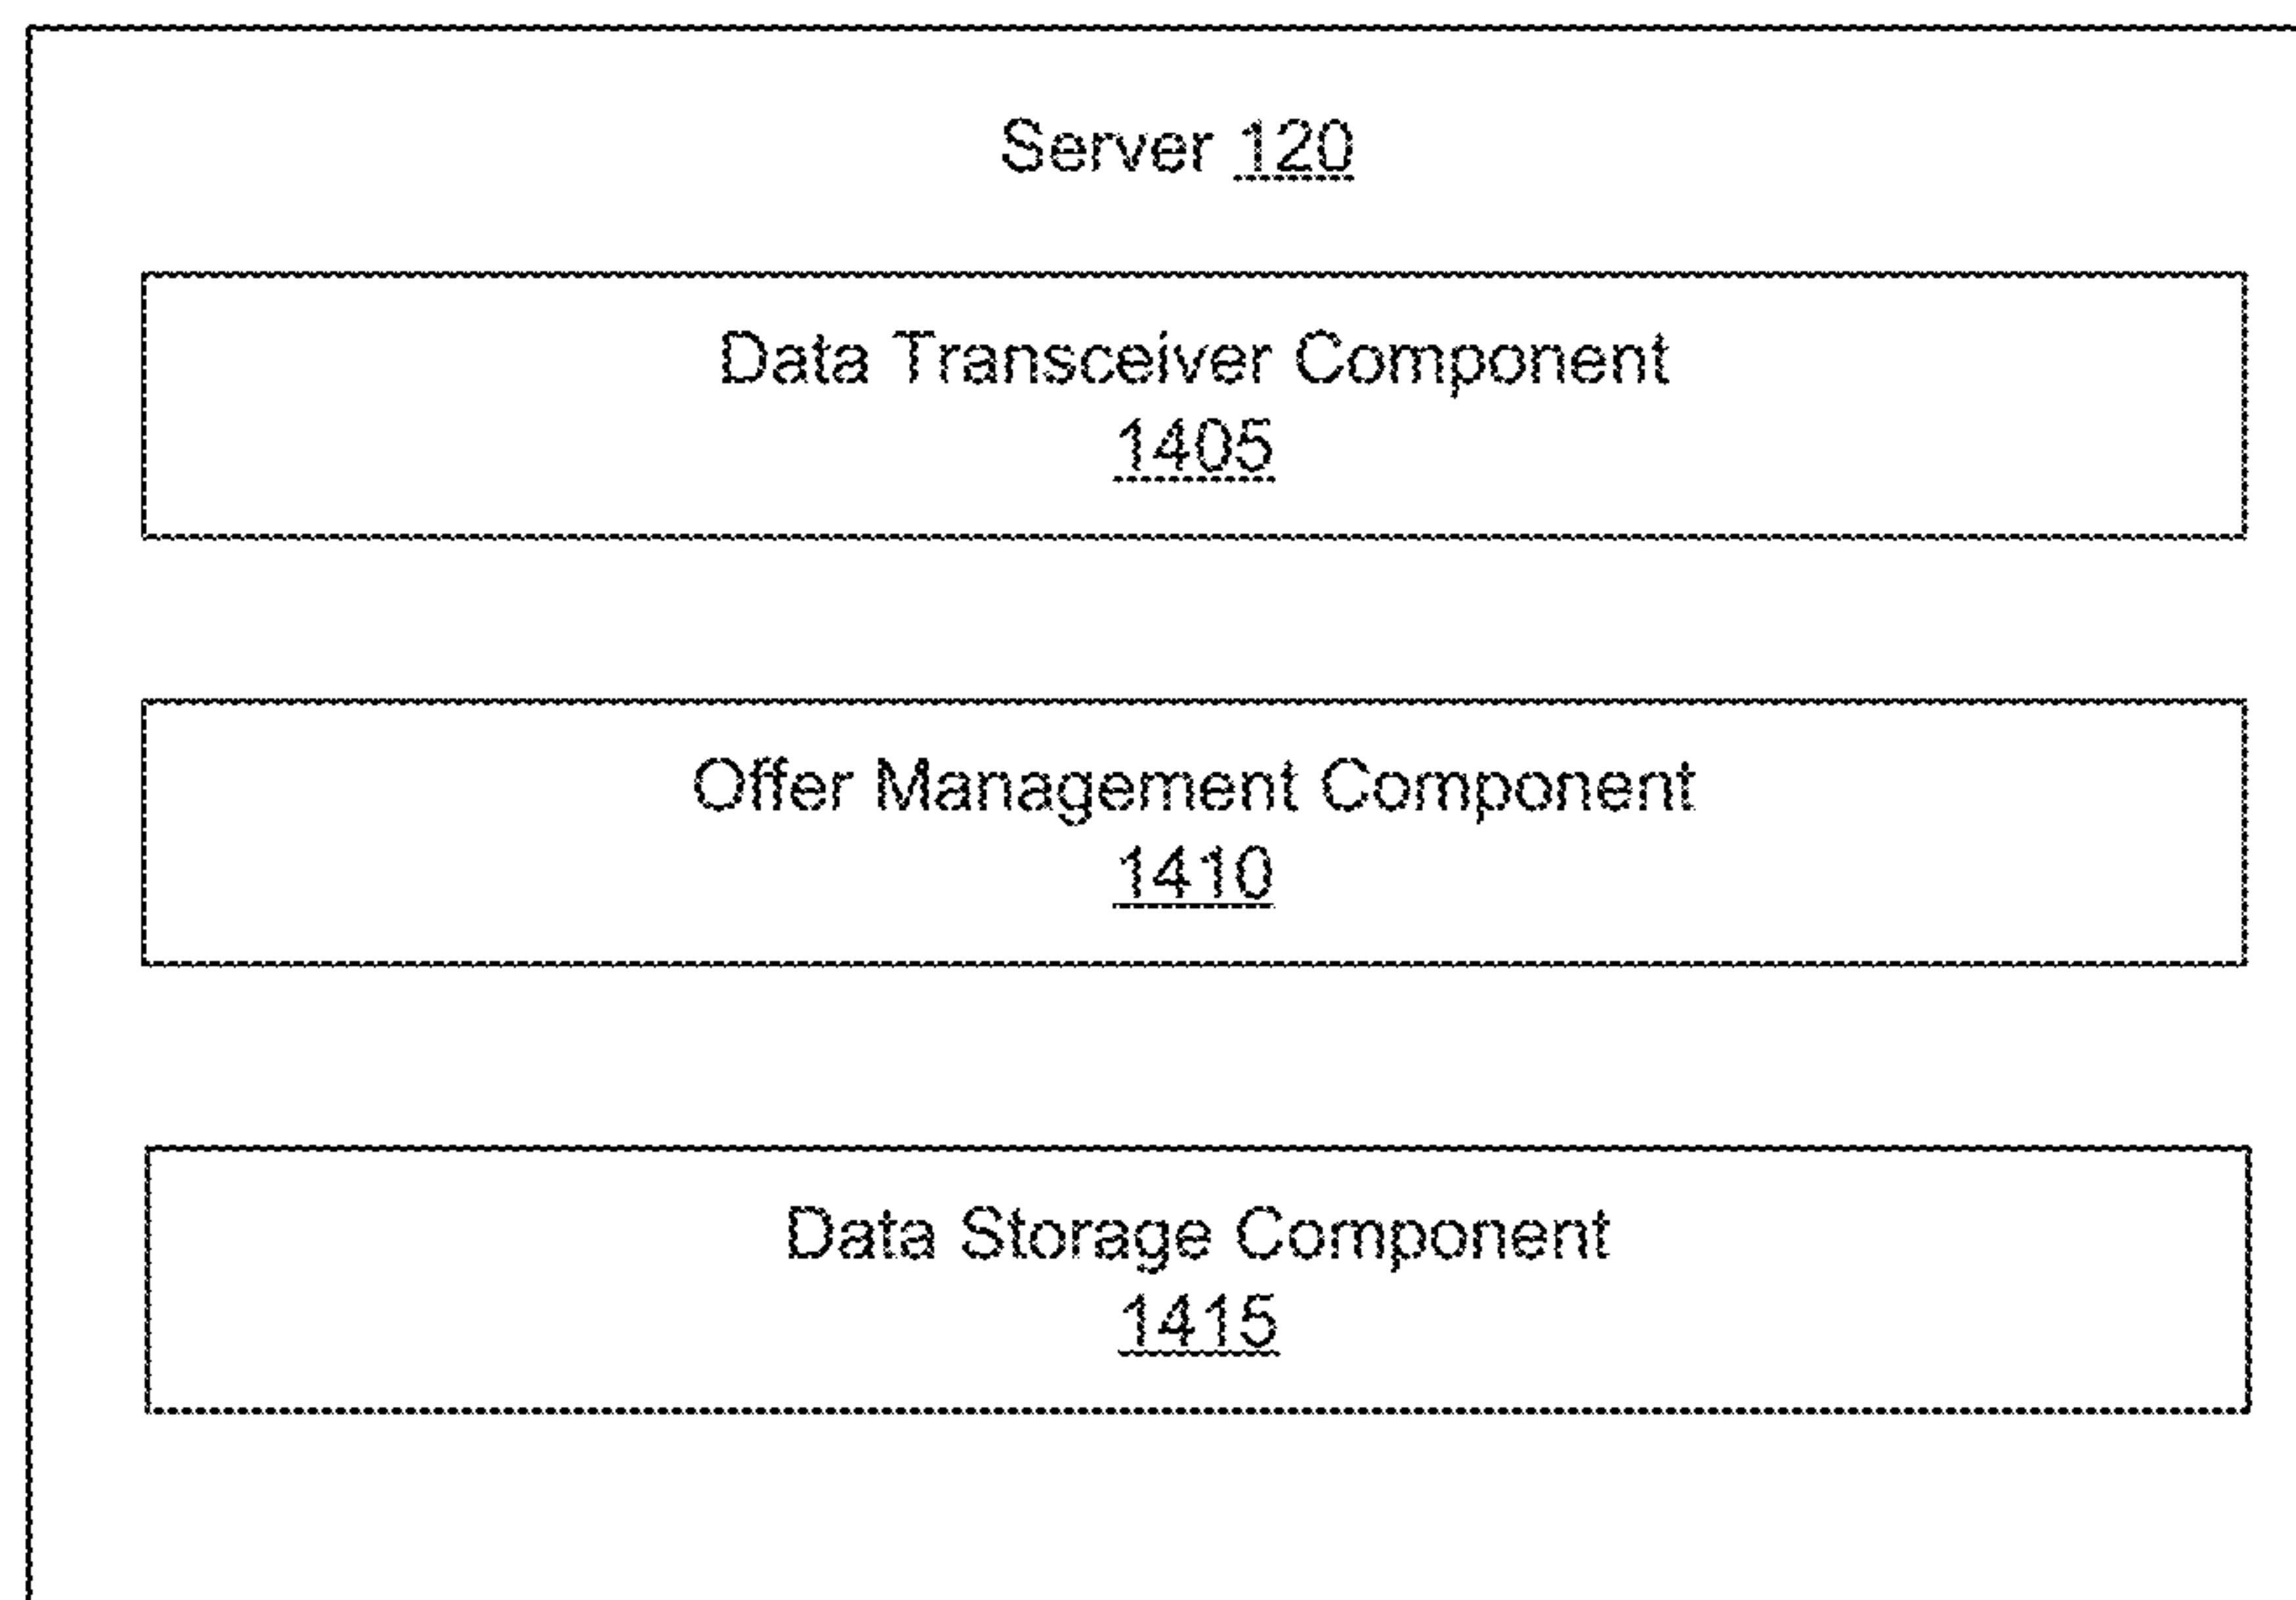 Server 120
Data Transceiver Component
1405
Offer Management Component
1410
Data Storage Component
1415